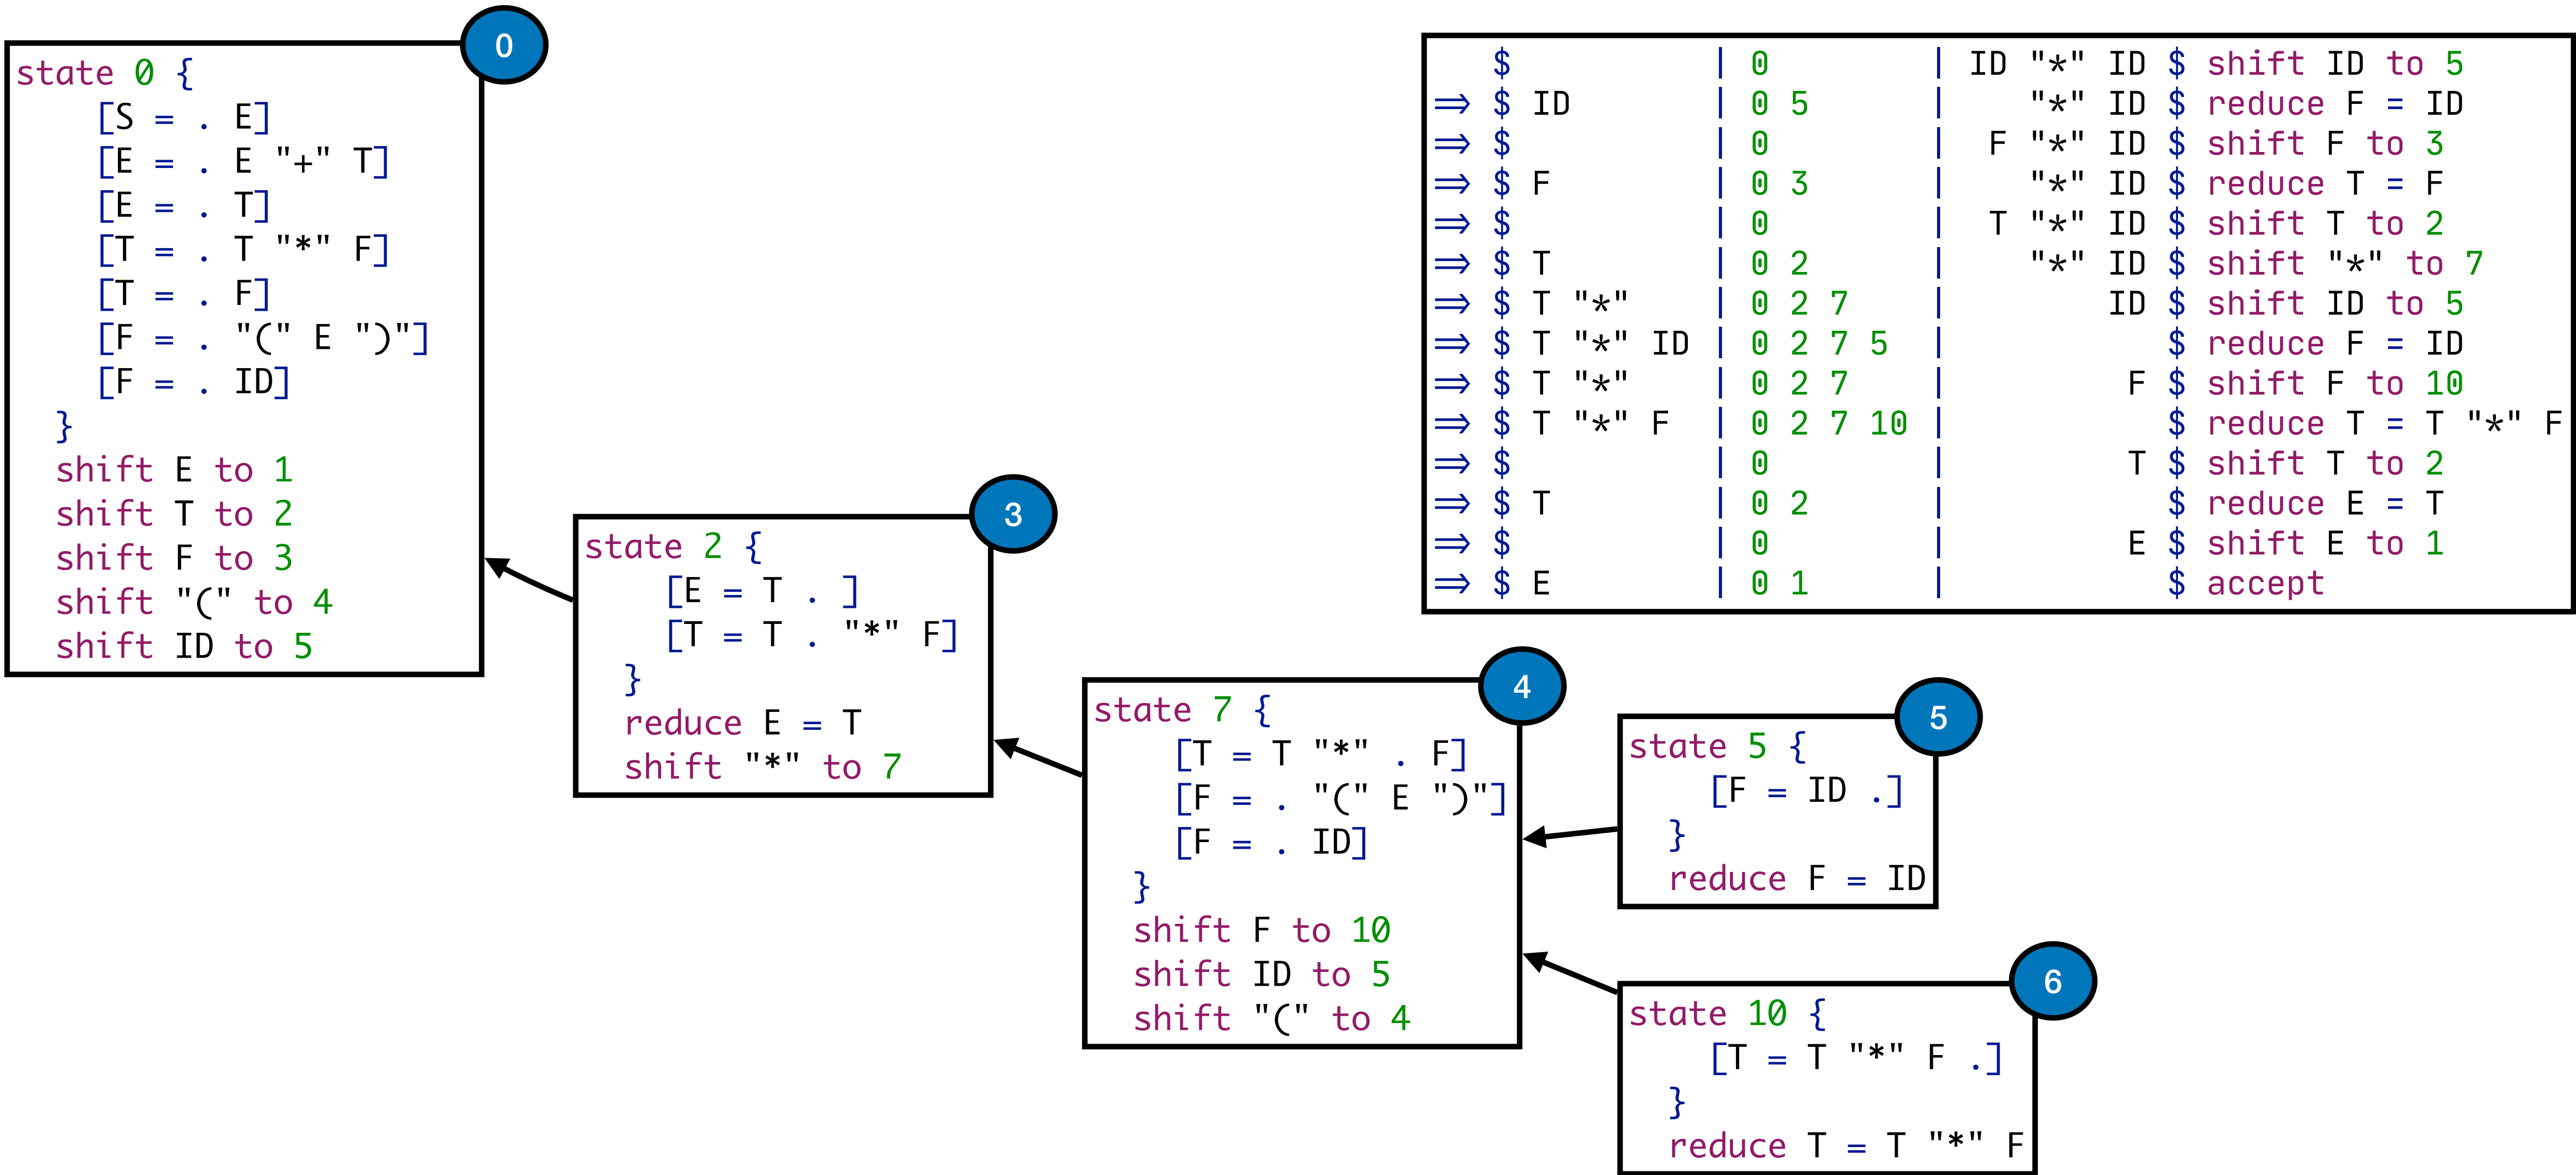 0
state 0 {
[S = . E]
[E = . E "+" T]
[E = . T]
[T = . T "*" F]
[T = . F]
[F = . "(" E ")"]
[F = . ID]
}
shift E to 1
shift T to 2
shift F to 3
shift "(" to 4
shift ID to 5
$ | 0 | ID "*" ID $ shift ID to 5
⇒ $ ID | 0 5 | "*" ID $ reduce F = ID
⇒ $ | 0 | F "*" ID $ shift F to 3
⇒ $ F | 0 3 | "*" ID $ reduce T = F
⇒ $ | 0 | T "*" ID $ shift T to 2
⇒ $ T | 0 2 | "*" ID $ shift "*" to 7
⇒ $ T "*" | 0 2 7 | ID $ shift ID to 5
⇒ $ T "*" ID | 0 2 7 5 | $ reduce F = ID
⇒ $ T "*" | 0 2 7 | F $ shift F to 10
⇒ $ T "*" F | 0 2 7 10 | $ reduce T = T "*" F
⇒ $ | 0 | T $ shift T to 2
⇒ $ T | 0 2 | $ reduce E = T
⇒ $ | 0 | E $ shift E to 1
⇒ $ E | 0 1 | $ accept
3
state 2 {
[E = T . ]
[T = T . "*" F]
}
reduce E = T
shift "*" to 7
4
state 7 {
[T = T "*" . F]
[F = . "(" E ")"]
[F = . ID]
}
shift F to 10
shift ID to 5
shift "(" to 4
5
state 5 {
[F = ID .]
}
reduce F = ID
6
state 10 {
[T = T "*" F .]
}
reduce T = T "*" F